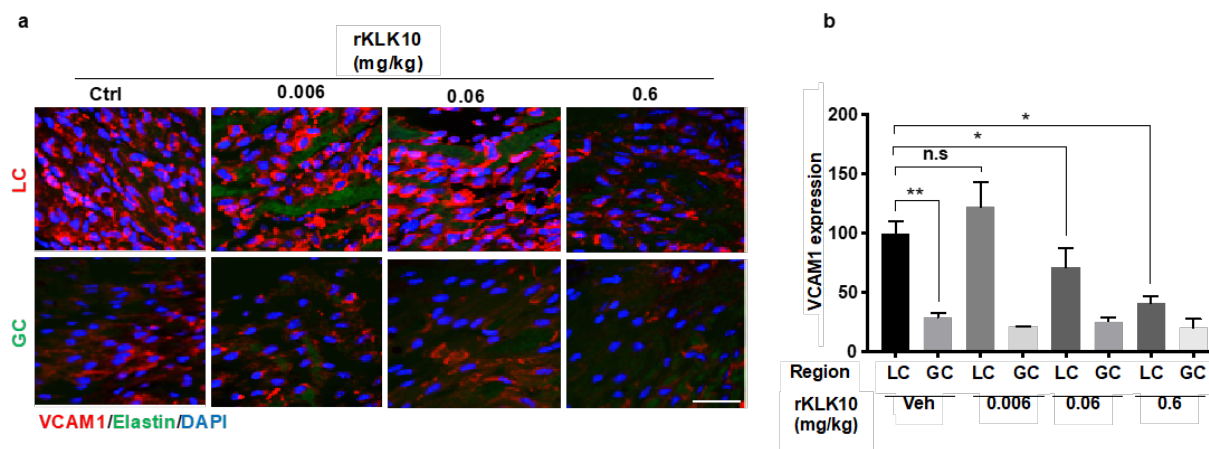 a
rKLK10
(mg/kg)
Ctrl 0.006 0.06 0.6
LC
GC
VCAM1/Elastin/DAPI
b
VCAM1 expression
200
150
100
50
0
*
*
n.s
**
Region LC GC LC GC LC GC LC GC
rKLK10
(mg/kg)
Veh 0.006 0.06 0.6